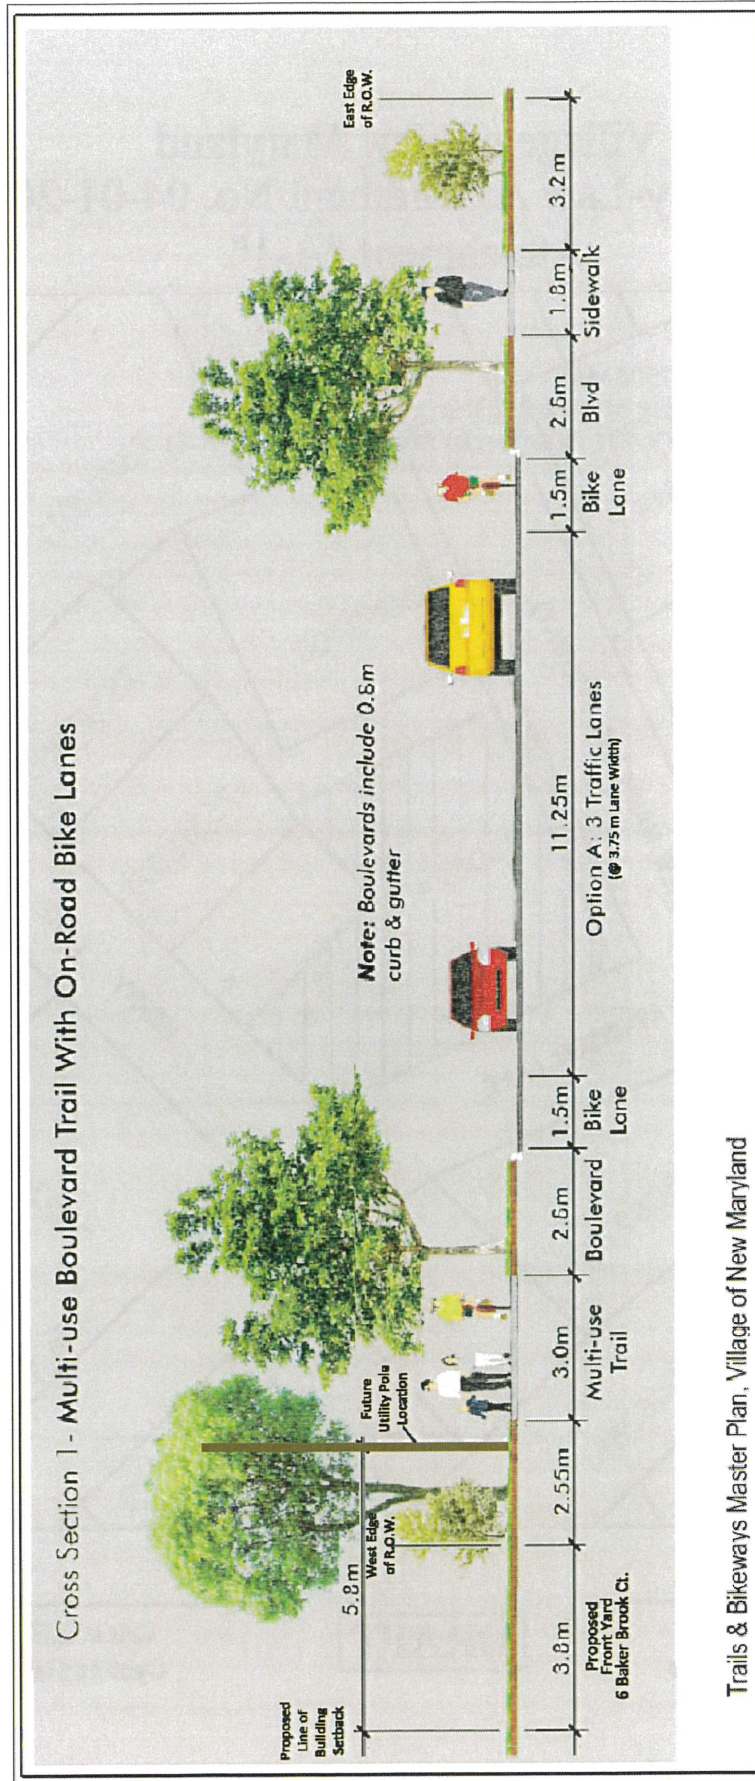 Cross Section 1- Multi-use Boulevard Trail With On-Road Bike Lanes
Note: Boulevards include 0.6m
curb & gutter
Proposed
Line of
Building
Setback
5.8m
West Edge
of R.O.W.
Future
Utility Pole
Location
East Edge
of R.O.W.
3.8m
2.55m
3.0m
2.6m
1.5m
11.25m
1.5m
2.6m
1.8m
3.2m
Proposed
Front Yard
6 Baker Brook Ct.
Multi-use
Trail
Boulevard
Bike
Lane
Option A: 3 Traffic Lanes
(@ 3.75 m Lane Width)
Bike
Lane
Blvd
Sidewalk
Trails & Bikeways Master Plan, Village of New Maryland